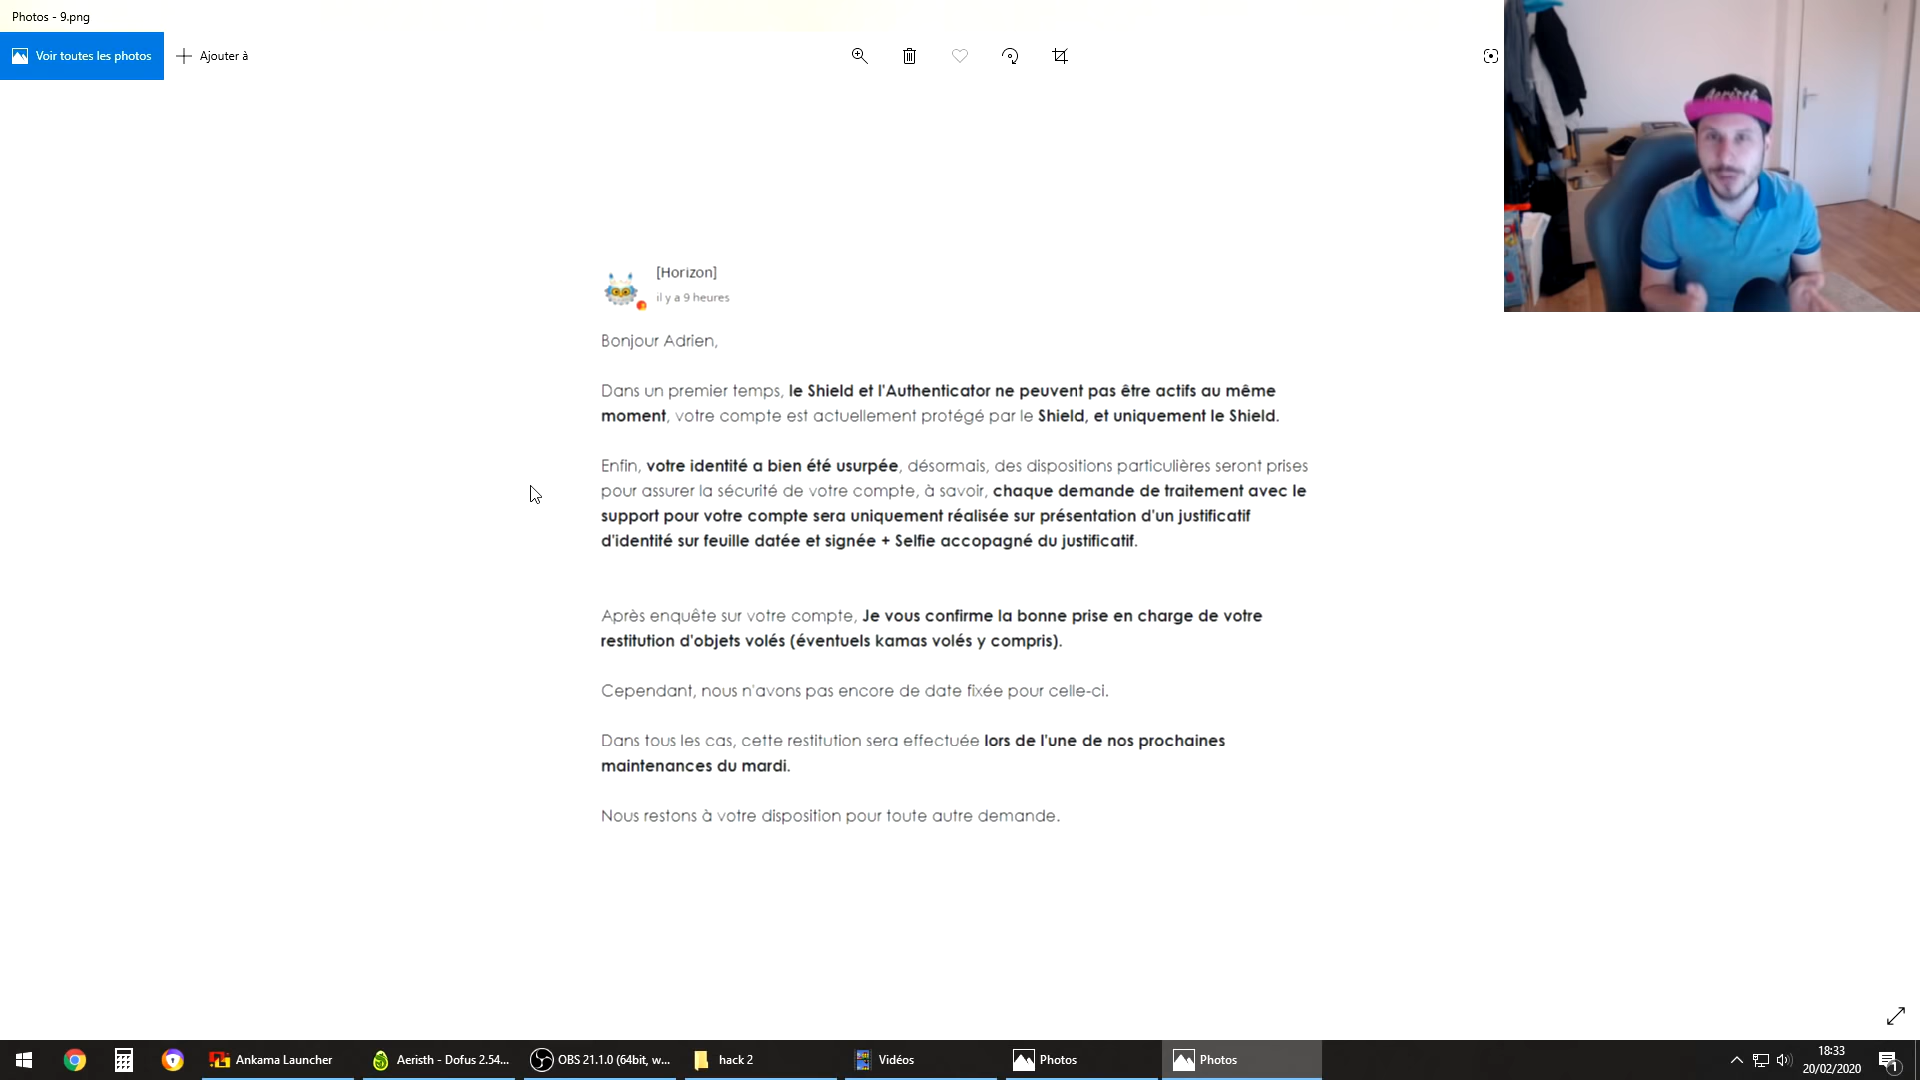 Photos - 9.png
Voir toutes les photos
Ajouter à
Aeristh
[Horizon]
il y a 9 heures
Bonjour Adrien,
Dans un premier temps, le Shield et l'Authenticator ne peuvent pas être actifs au même
moment, votre compte est actuellement protégé par le Shield, et uniquement le Shield.
Enfin, votre identité a bien été usurpée, désormais, des dispositions particulières seront prises
pour assurer la sécurité de votre compte, à savoir, chaque demande de traitement avec le
support pour votre compte sera uniquement réalisée sur présentation d'un justificatif
d'identité sur feuille datée et signée + Selfie accopagné du justificatif.
Après enquête sur votre compte, Je vous confirme la bonne prise en charge de votre
restitution d'objets volés (éventuels kamas volés y compris).
Cependant, nous n'avons pas encore de date fixée pour celle-ci.
Dans tous les cas, cette restitution sera effectuée lors de l'une de nos prochaines
maintenances du mardi.
Nous restons à votre disposition pour toute autre demande.
Ankama Launcher
Aeristh - Dofus 2.54...
OBS 21.1.0 (64bit, w...
hack 2
Vidéos
Photos
Photos
18:33
20/02/2020
1